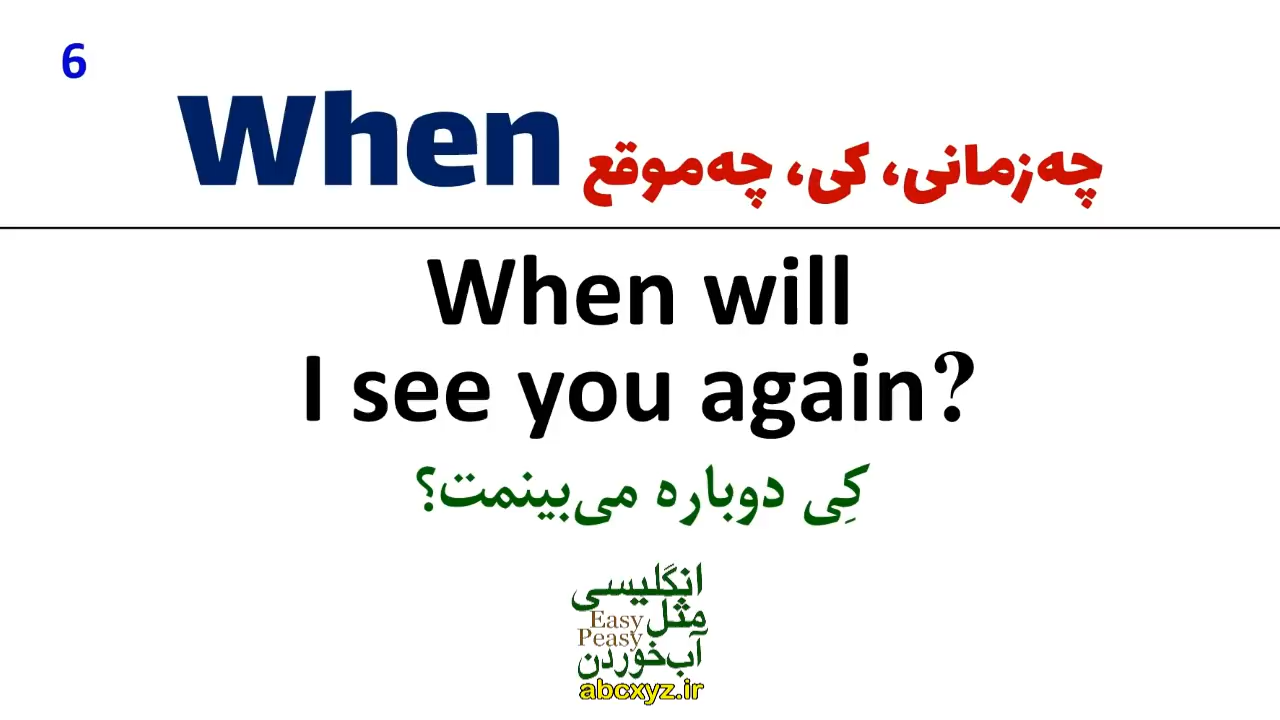 6
When چه‌زمانی، کی، چه‌موقع
When will
I see you again?
کِی دوباره می‌بینمت؟
انگلیسی
مثل Easy
Peasy
آب‌خوردن
abcxyz.ir